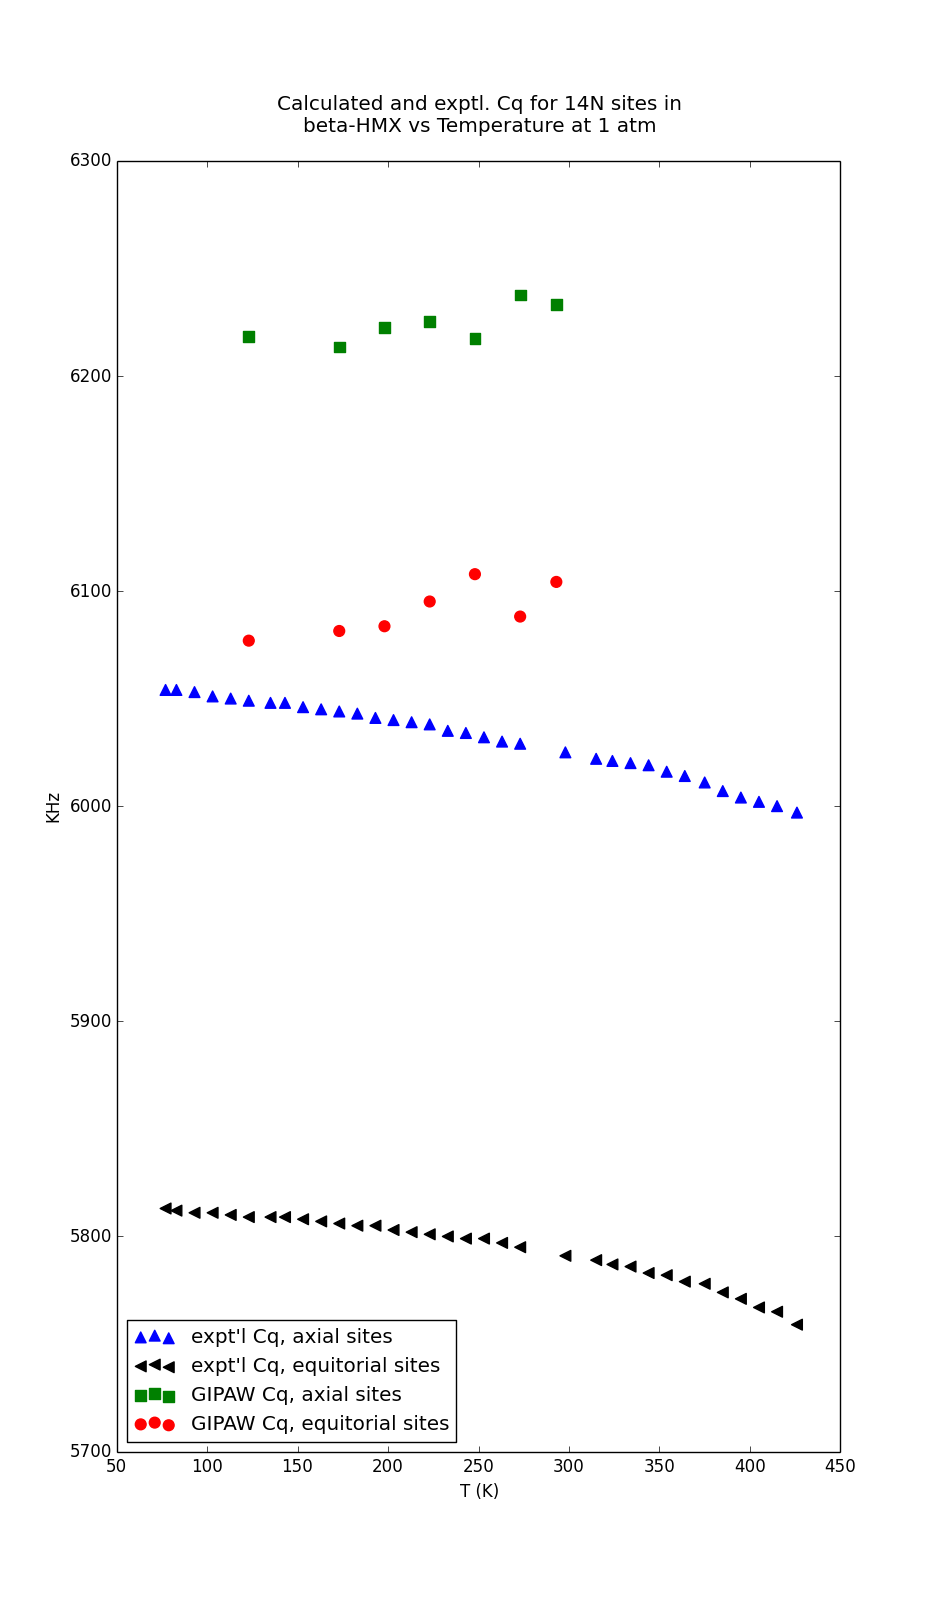 Calculated and exptl. Cq for 14N sites in
beta-HMX vs Temperature at 1 atm
6300
6200
6100
6000
5900
5800
5700
KHz
expt'l Cq, axial sites
expt'l Cq, equitorial sites
GIPAW Cq, axial sites
GIPAW Cq, equitorial sites
50 100 150 200 250 300 350 400 450
T (K)